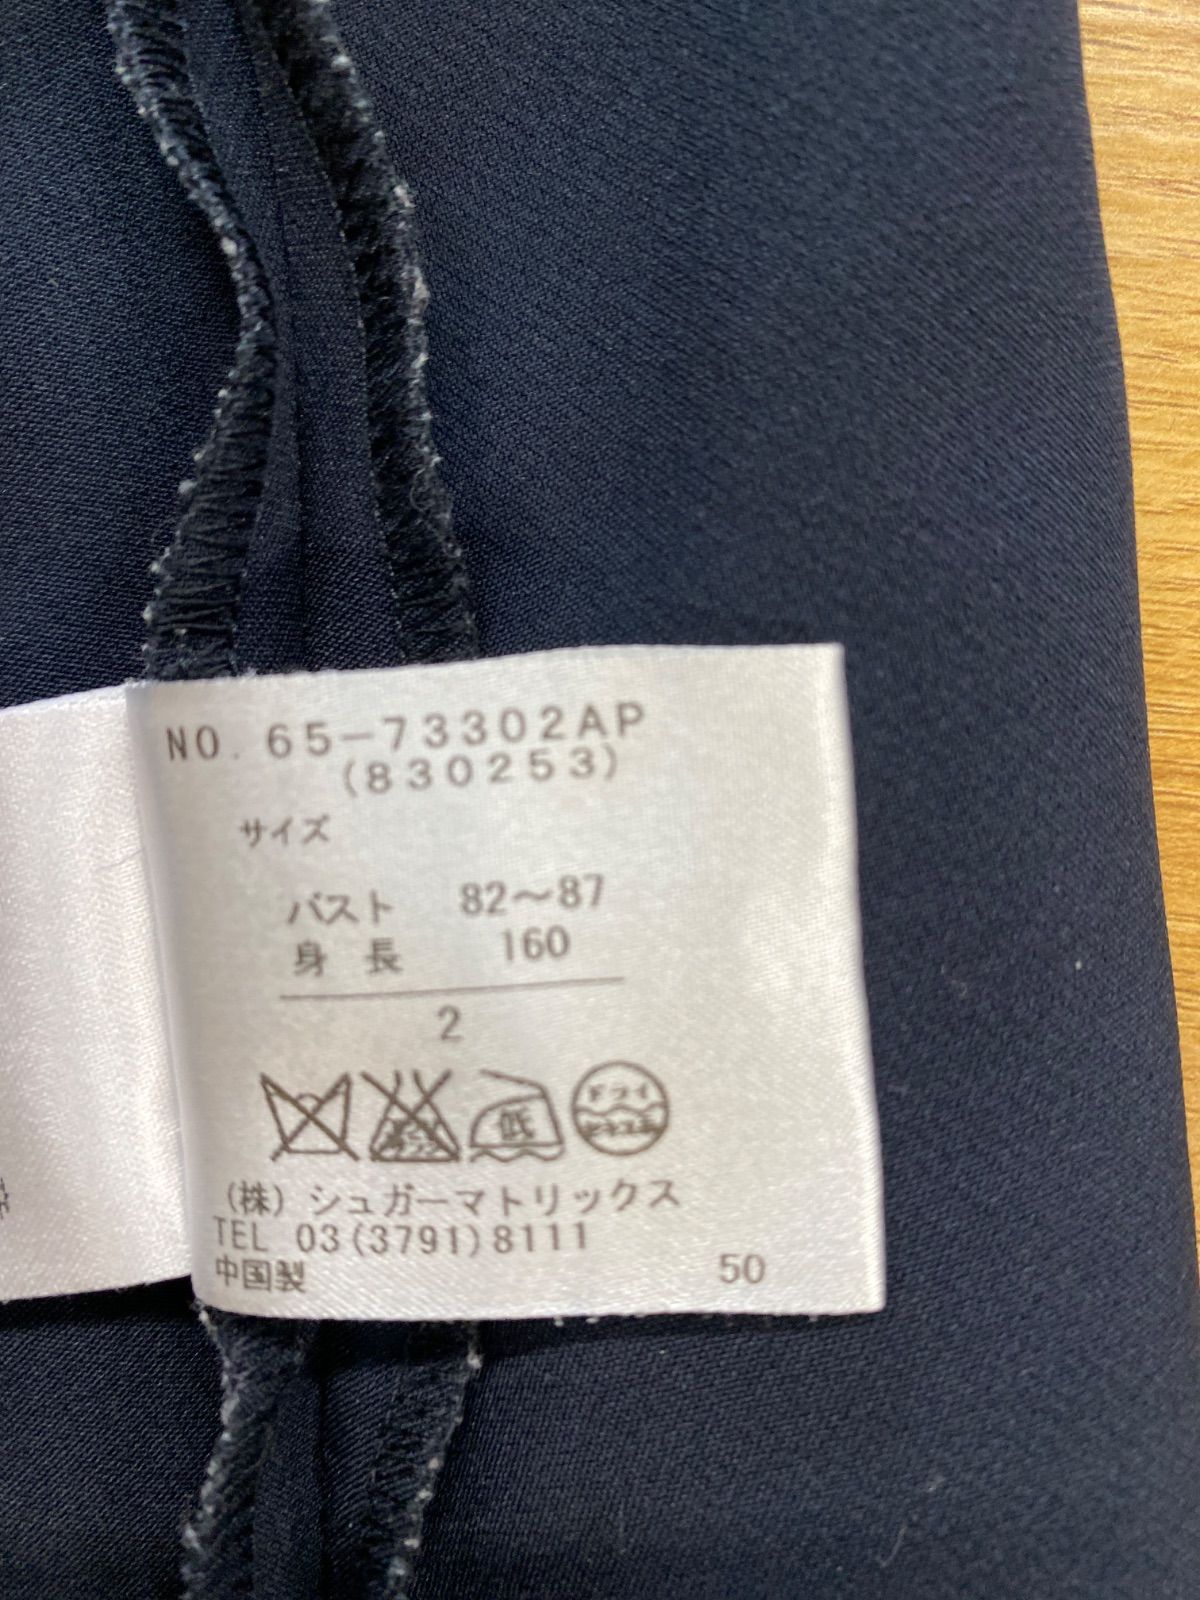 NO. 65-73302AP
(830253)
サイズ
バスト 82～87
身長 160
2
低 ドライ
(株) シュガーマトリックス
TEL 03(3791)8111
中国製 50